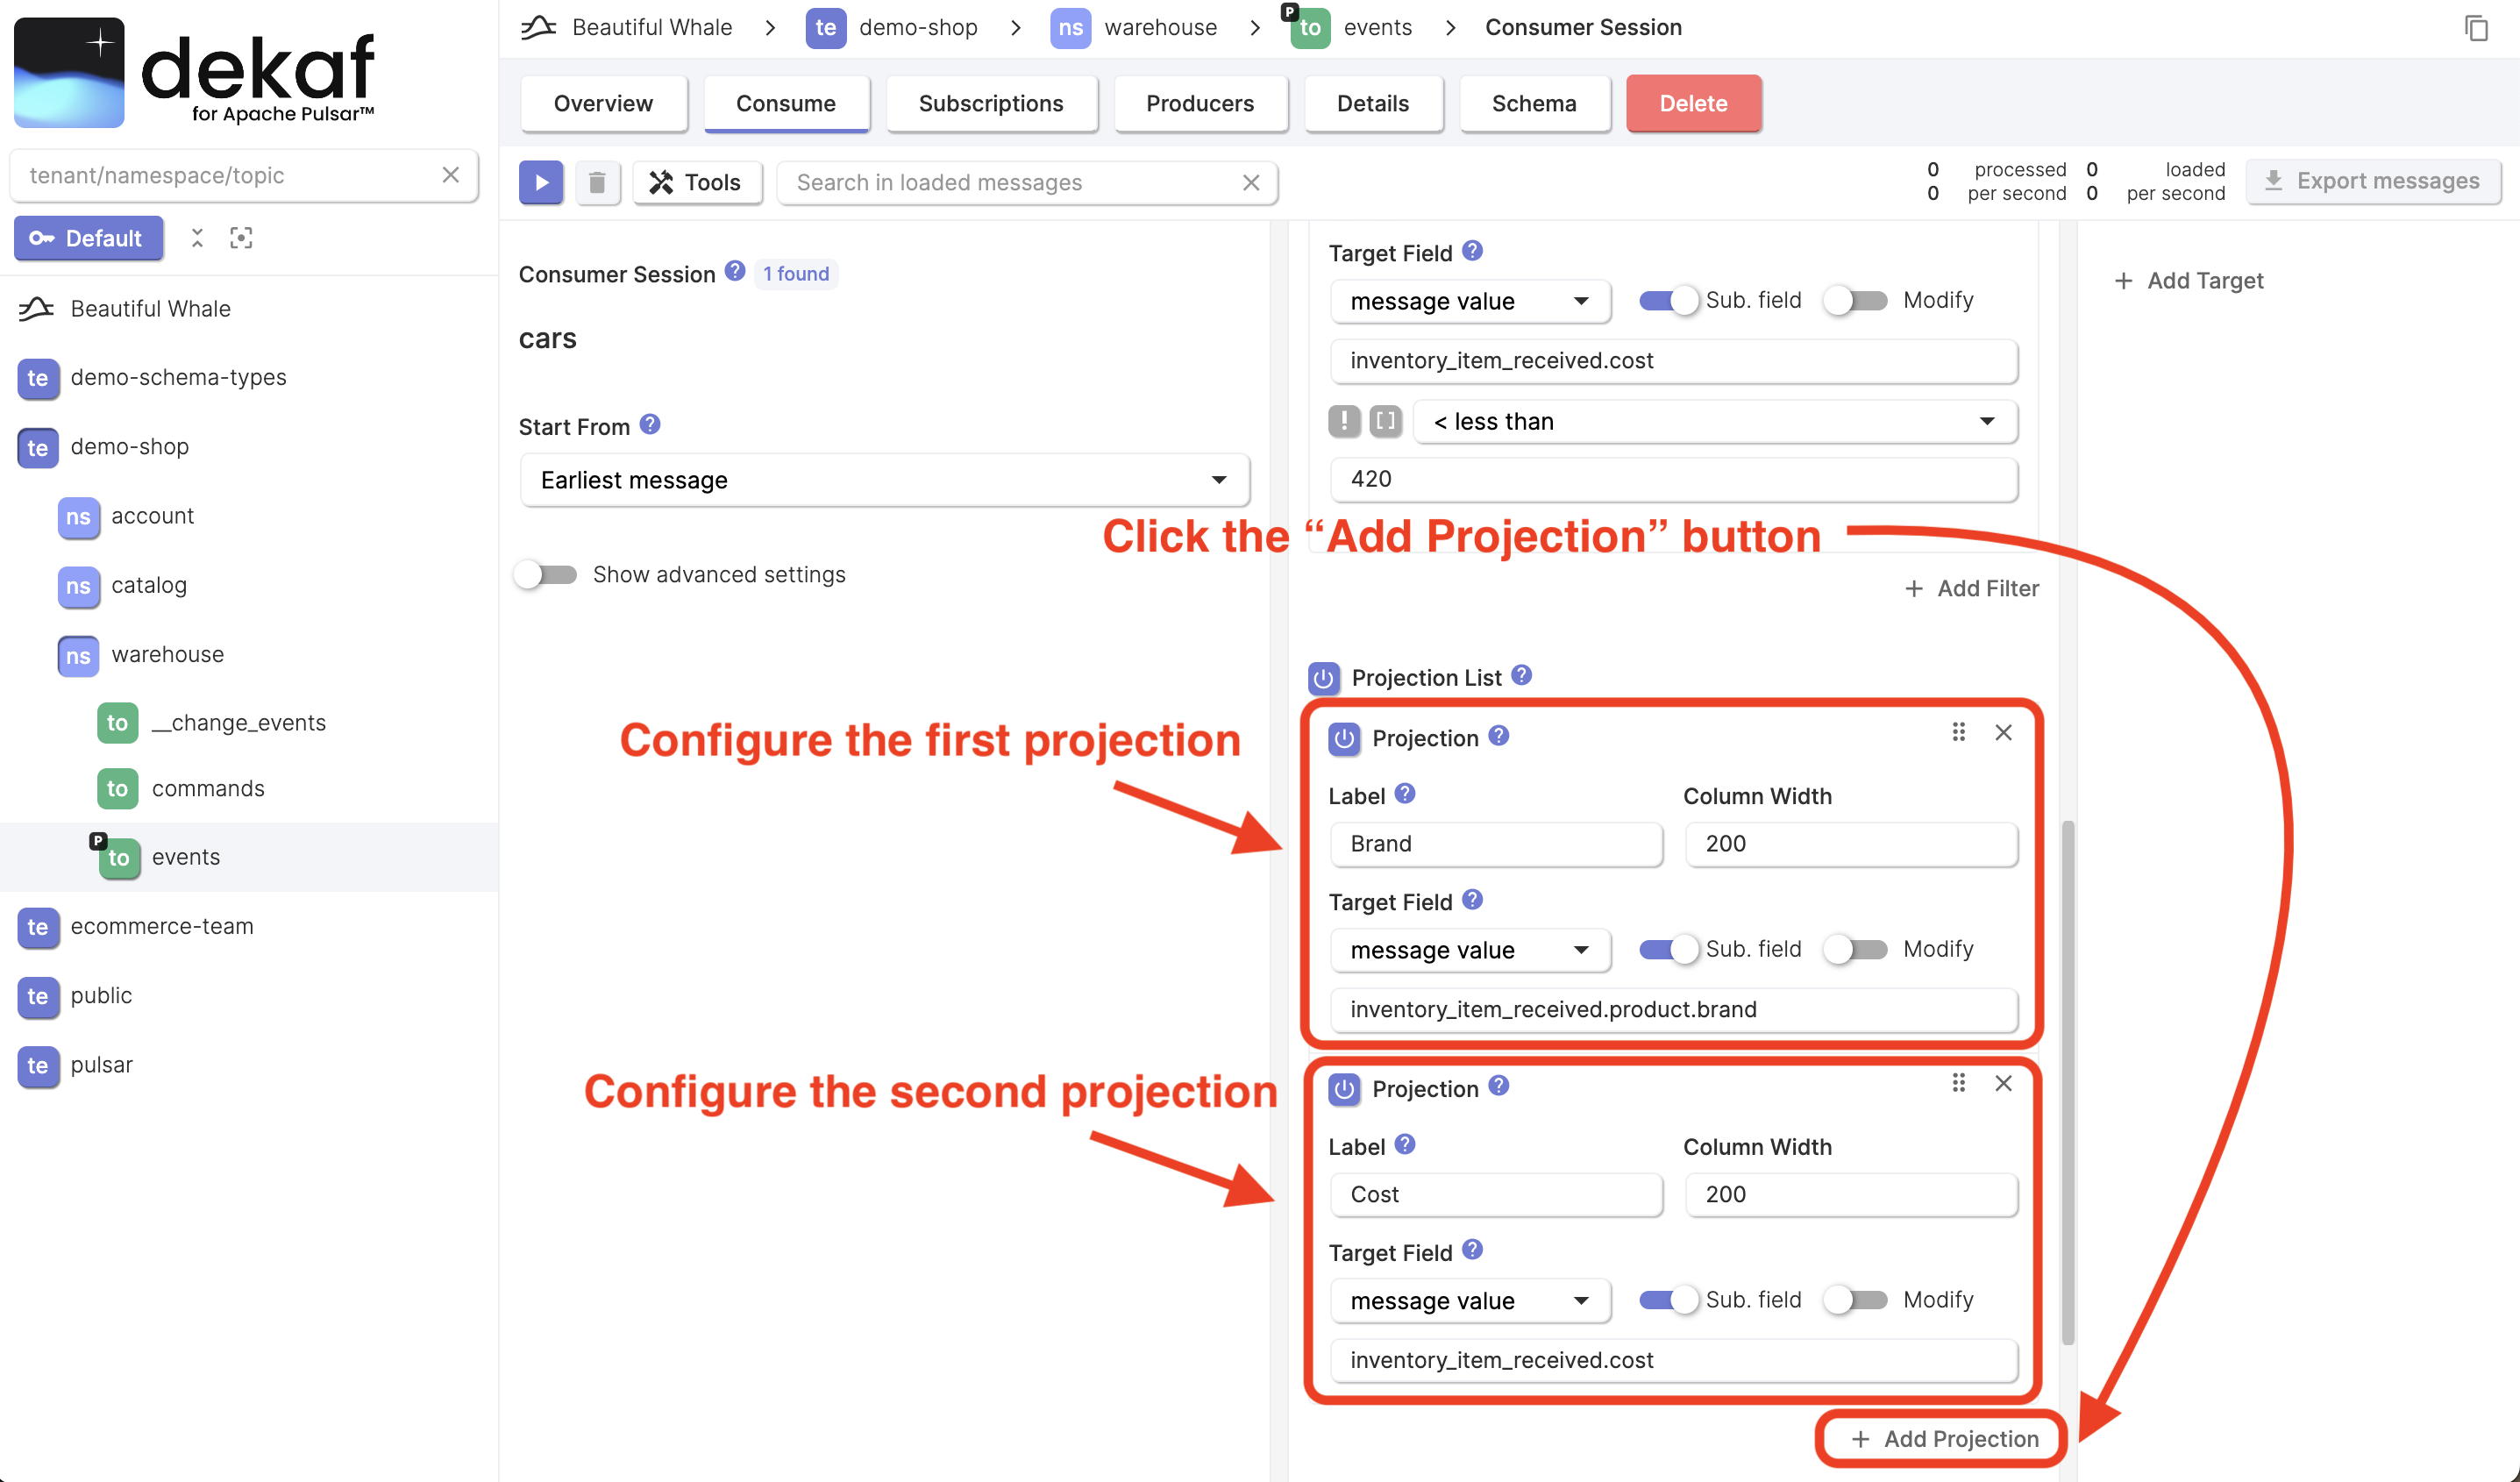 dekaf
for Apache Pulsar™
tenant/namespace/topic
Default
Beautiful Whale
te demo-schema-types
te demo-shop
ns account
ns catalog
ns warehouse
to __change_events
to commands
P
to events
te ecommerce-team
te public
te pulsar
Beautiful Whale > te demo-shop > ns warehouse > P to events > Consumer Session
Overview Consume Subscriptions Producers Details Schema Delete
Tools Search in loaded messages
0 processed 0 loaded
0 per second 0 per second
Export messages
Consumer Session ? 1 found
cars
Start From ?
Earliest message
Show advanced settings
Target Field ?
message value Sub. field Modify
inventory_item_received.cost
! [] < less than
420
Click the “Add Projection” button
+ Add Filter
Projection List ?
Configure the first projection
Projection ?
Label ? Column Width
Brand 200
Target Field ?
message value Sub. field Modify
inventory_item_received.product.brand
Configure the second projection
Projection ?
Label ? Column Width
Cost 200
Target Field ?
message value Sub. field Modify
inventory_item_received.cost
+ Add Projection
+ Add Target